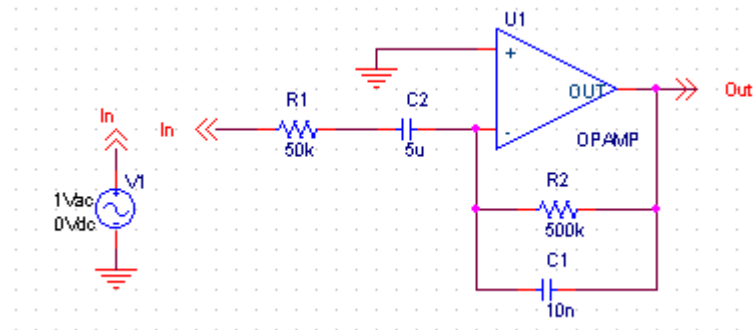 U1
+
OUT
Out
OPAMP
-
R1
50k
C2
5u
In
In
V1
1Vac
0Vdc
R2
500k
C1
10n